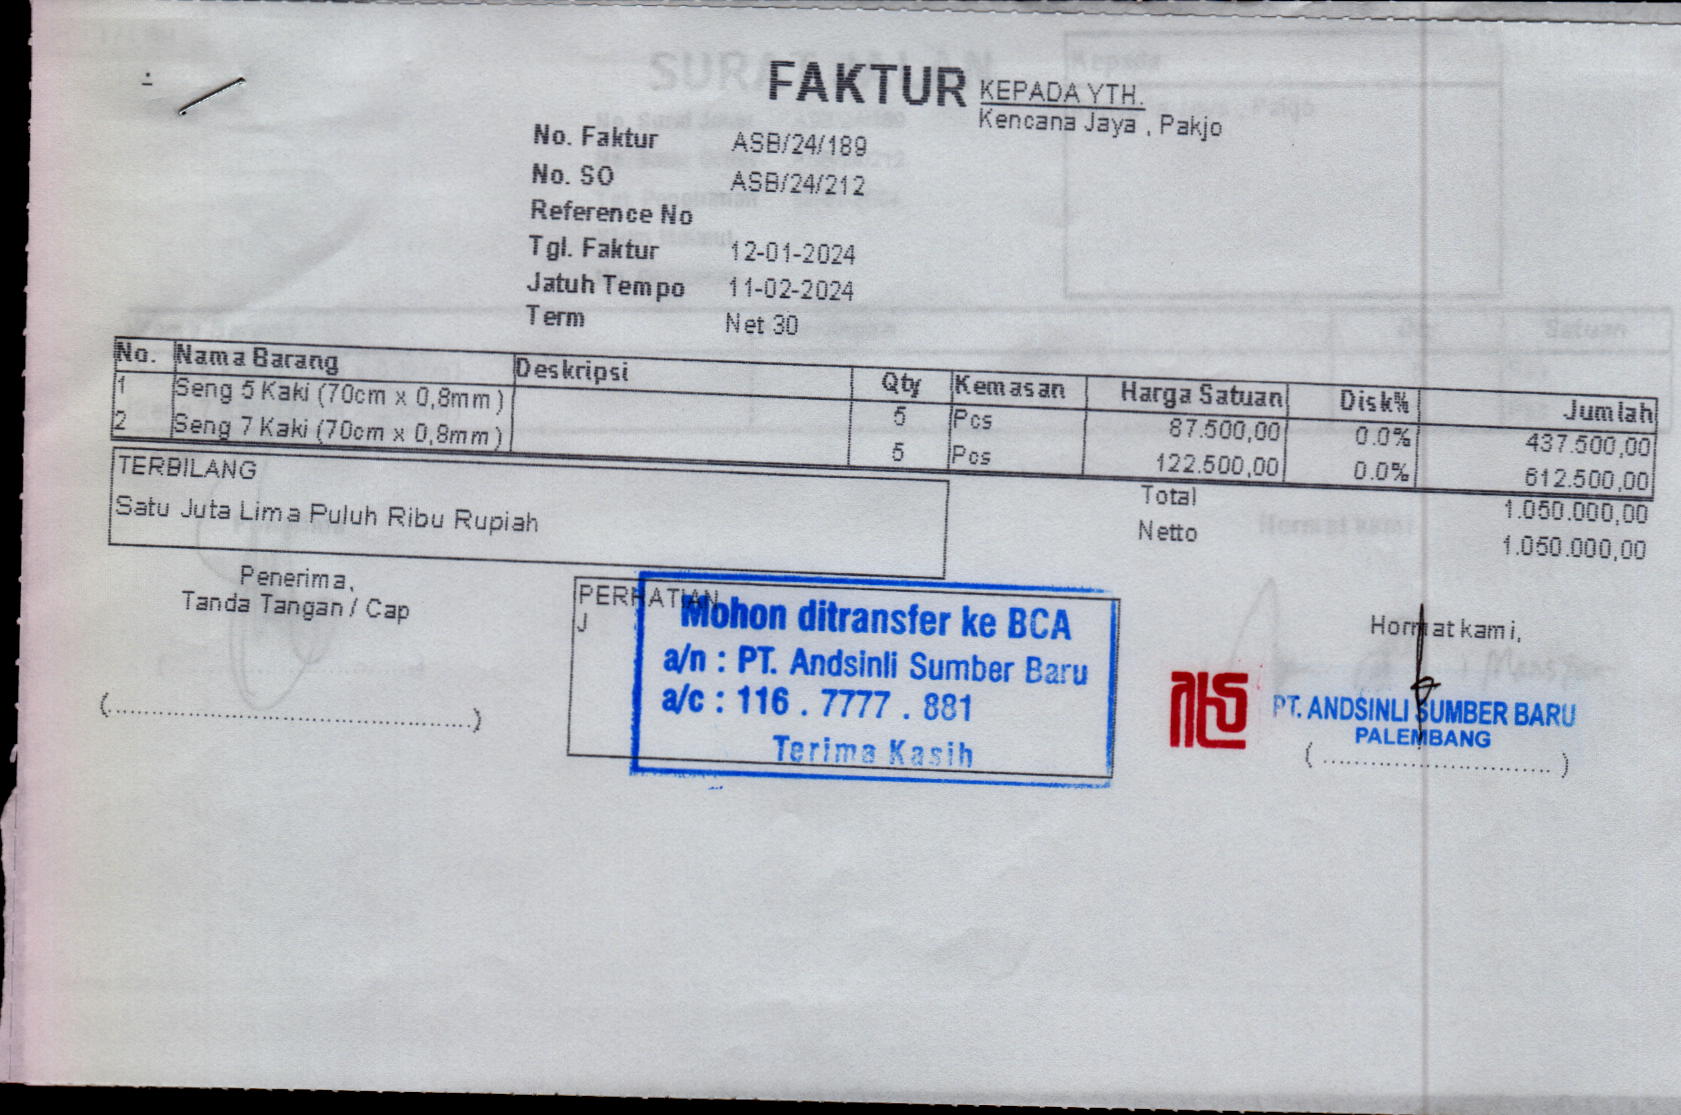 FAKTUR
KEPADA YTH.
Kencana Jaya , Pakjo
No. Faktur ASB/24/189
No. SO ASB/24/212
Reference No
Tgl. Faktur 12-01-2024
Jatuh Tempo 11-02-2024
Term Net 30
No. Nama Barang Deskripsi Qty Kemasan Harga Satuan Disk% Jumlah
1 Seng 5 Kaki (70cm x 0,8mm) 5 Pcs 87.500,00 0.0% 437.500,00
2 Seng 7 Kaki (70cm x 0,8mm) 5 Pcs 122.500,00 0.0% 612.500,00
TERBILANG
Satu Juta Lima Puluh Ribu Rupiah
Total 1.050.000,00
Netto 1.050.000,00
Penerima,
Tanda Tangan / Cap
(................................................)
PERHATIAN
J
Mohon ditransfer ke BCA
a/n : PT. Andsinli Sumber Baru
a/c : 116 . 7777 . 881
Terima Kasih
Hormat kami,
PT. ANDSINLI SUMBER BARU
PALEMBANG
( .............................. )